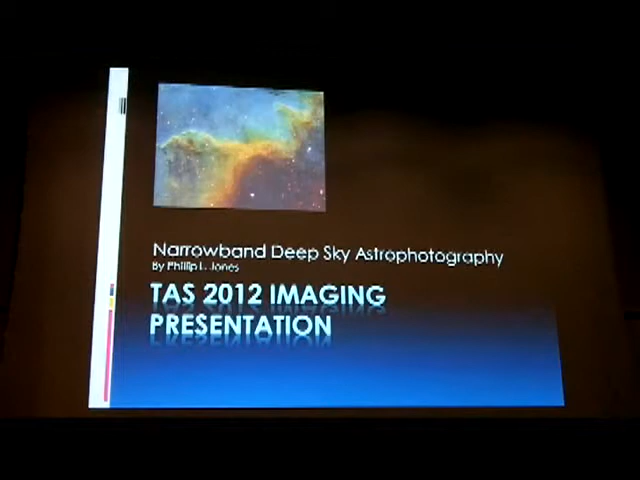 Narrowband Deep Sky Astrophotography
By Phillip L. Jones
TAS 2012 IMAGING
PRESENTATION